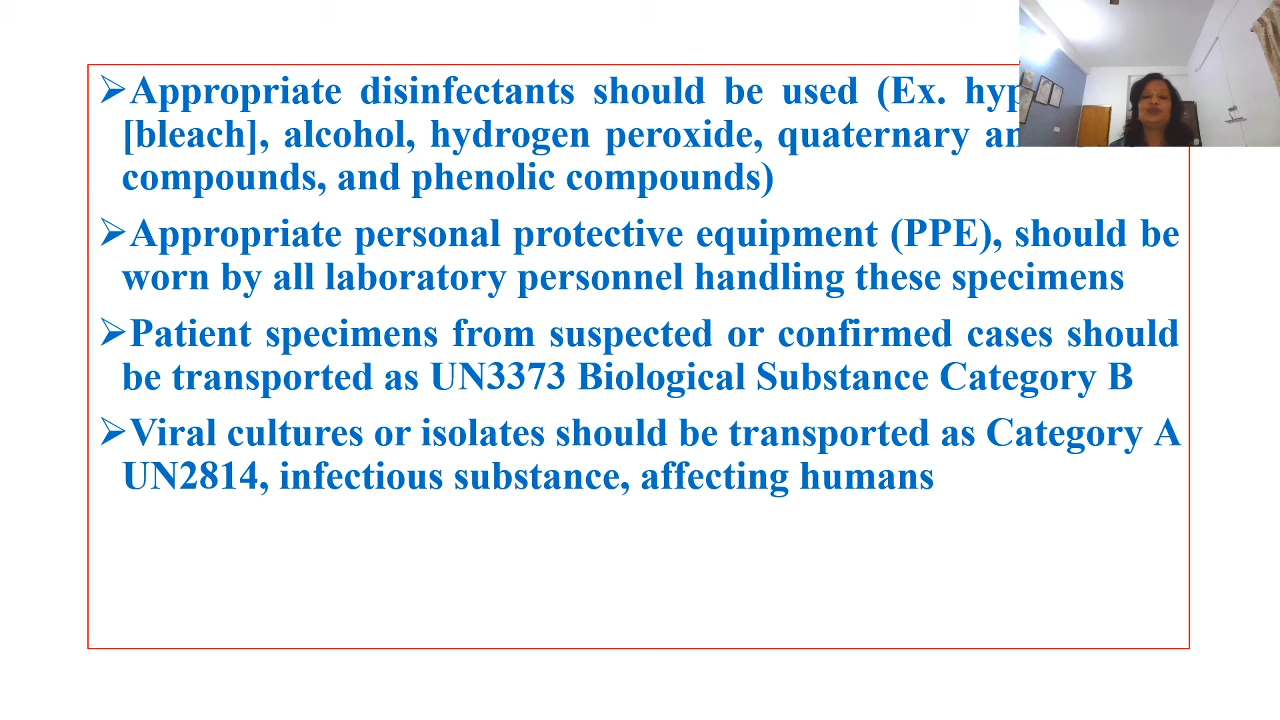 ➢Appropriate disinfectants should be used (Ex.
[bleach], alcohol, hydrogen peroxide, quaternary
compounds, and phenolic compounds)
➢Appropriate personal protective equipment (PPE), should be
worn by all laboratory personnel handling these specimens
➢Patient specimens from suspected or confirmed cases should
be transported as UN3373 Biological Substance Category B
➢Viral cultures or isolates should be transported as Category A
UN2814, infectious substance, affecting humans